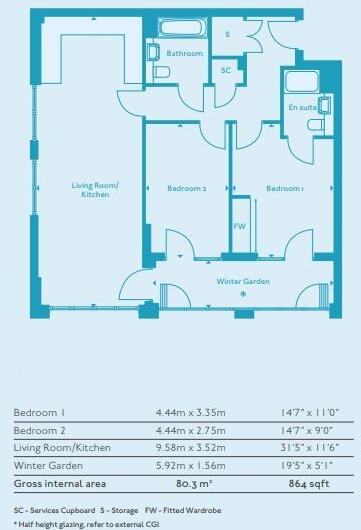 Bathroom
S
SC
En suite
Living Room/
Kitchen
Bedroom 2
Bedroom 1
FW
Winter Garden
*
Bedroom 1 4.44m x 3.35m 14'7" x 11'0"
Bedroom 2 4.44m x 2.75m 14'7" x 9'0"
Living Room/Kitchen 9.58m x 3.52m 31'5" x 11'6"
Winter Garden 5.92m x 1.56m 19'5" x 5'1"
Gross internal area 80.3 m² 864 sqft
SC - Services Cupboard S - Storage FW - Fitted Wardrobe
* Half height glazing, refer to external CGI